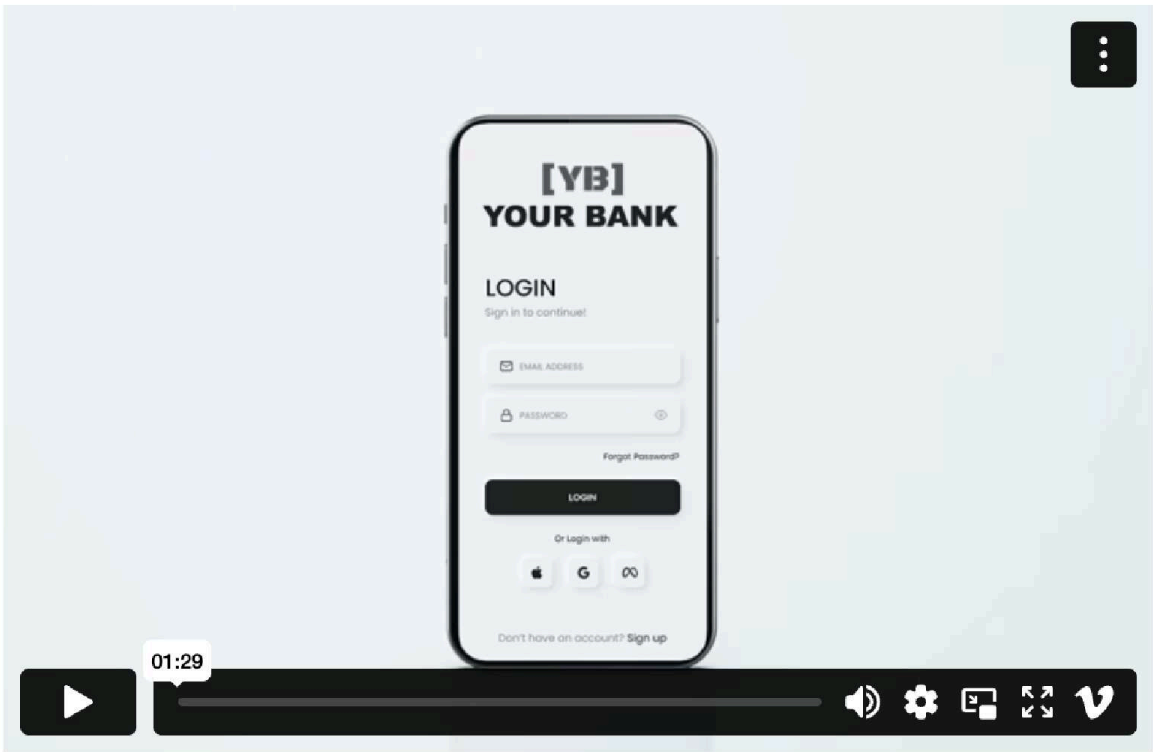 [YB]
YOUR BANK
LOGIN
Sign in to continue!
EMAIL ADDRESS
PASSWORD
Forgot Password?
LOGIN
Or Login with
Don't have an account? Sign up
01:29